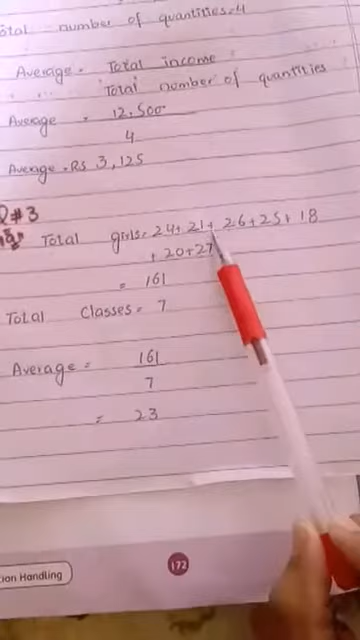 Total number of quantities=4
Average = Total income
Total number of quantities
Average = 12,500
4
Average = RS 3,125
Q#3
Total girls = 24+21+26+25+18
+20+27
= 161
Total Classes = 7
Average = 161
7
= 23
172
ion Handling